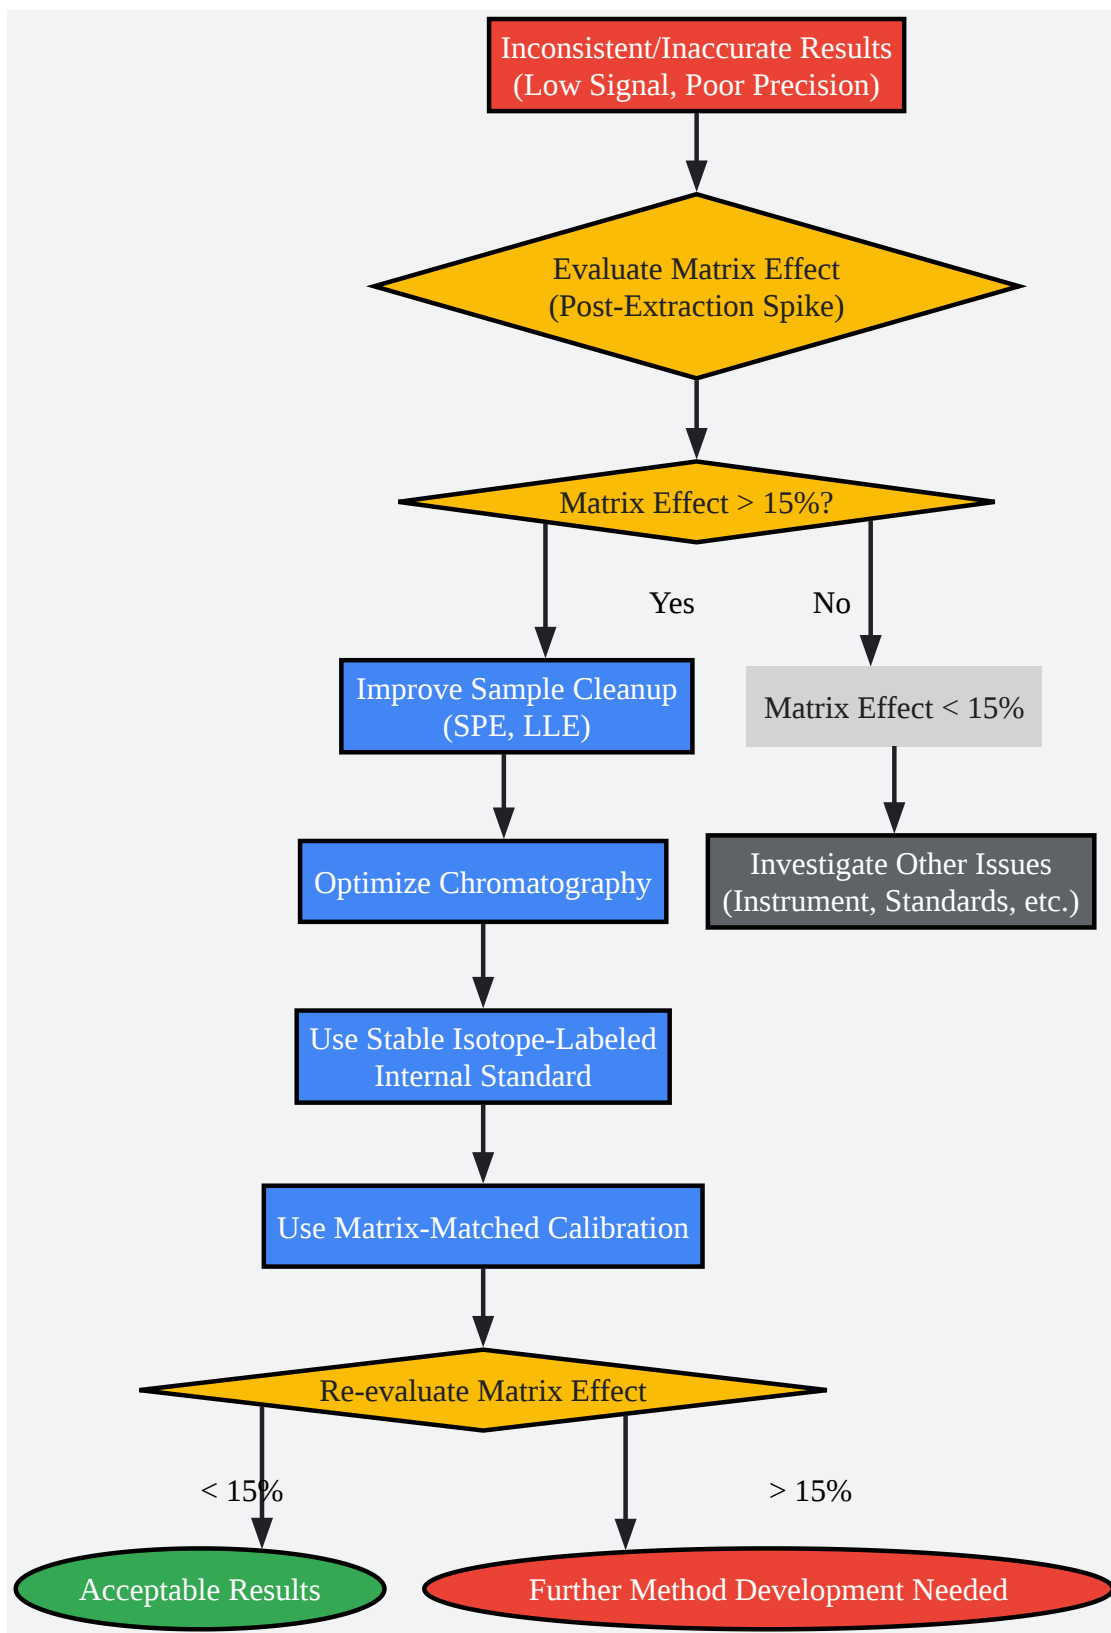 Inconsistent/Inaccurate Results
(Low Signal, Poor Precision)
Evaluate Matrix Effect
(Post-Extraction Spike)
Matrix Effect > 15%?
Yes
No
Improve Sample Cleanup
(SPE, LLE)
Matrix Effect < 15%
Optimize Chromatography
Investigate Other Issues
(Instrument, Standards, etc.)
Use Stable Isotope-Labeled
Internal Standard
Use Matrix-Matched Calibration
Re-evaluate Matrix Effect
< 15%
> 15%
Acceptable Results
Further Method Development Needed